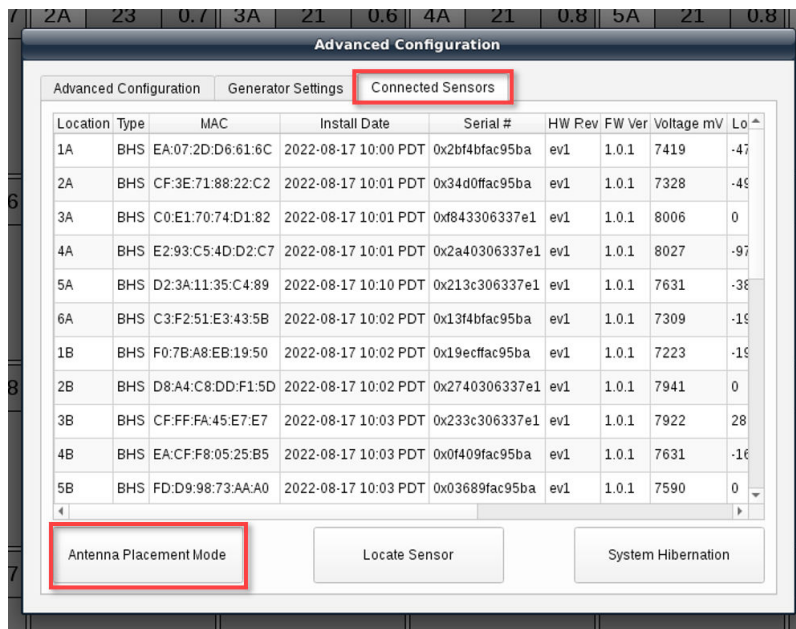 2A 23 0.7 3A 21 0.6 4A 21 0.8 5A 21 0.8
Advanced Configuration
Advanced Configuration Generator Settings Connected Sensors
Location Type MAC Install Date Serial # HW Rev FW Ver Voltage mV Lo
1A BHS EA:07:2D:D6:61:6C 2022-08-17 10:00 PDT 0x2bf4bfac95ba ev1 1.0.1 7419 -47
2A BHS CF:3E:71:88:22:C2 2022-08-17 10:01 PDT 0x34d0ffac95ba ev1 1.0.1 7328 -49
3A BHS C0:E1:70:74:D1:82 2022-08-17 10:01 PDT 0xf843306337e1 ev1 1.0.1 8006 0
4A BHS E2:93:C5:4D:D2:C7 2022-08-17 10:01 PDT 0x2a40306337e1 ev1 1.0.1 8027 -97
5A BHS D2:3A:11:35:C4:89 2022-08-17 10:10 PDT 0x213c306337e1 ev1 1.0.1 7631 -38
6A BHS C3:F2:51:E3:43:5B 2022-08-17 10:02 PDT 0x13f4bfac95ba ev1 1.0.1 7309 -19
1B BHS F0:7B:A8:EB:19:50 2022-08-17 10:02 PDT 0x19ecffac95ba ev1 1.0.1 7223 -19
2B BHS D8:A4:C8:DD:F1:5D 2022-08-17 10:02 PDT 0x2740306337e1 ev1 1.0.1 7941 0
3B BHS CF:FF:FA:45:E7:E7 2022-08-17 10:03 PDT 0x233c306337e1 ev1 1.0.1 7922 28
4B BHS EA:CF:F8:05:25:B5 2022-08-17 10:03 PDT 0x0f409fac95ba ev1 1.0.1 7631 -16
5B BHS FD:D9:98:73:AA:A0 2022-08-17 10:03 PDT 0x03689fac95ba ev1 1.0.1 7590 0
Antenna Placement Mode Locate Sensor System Hibernation